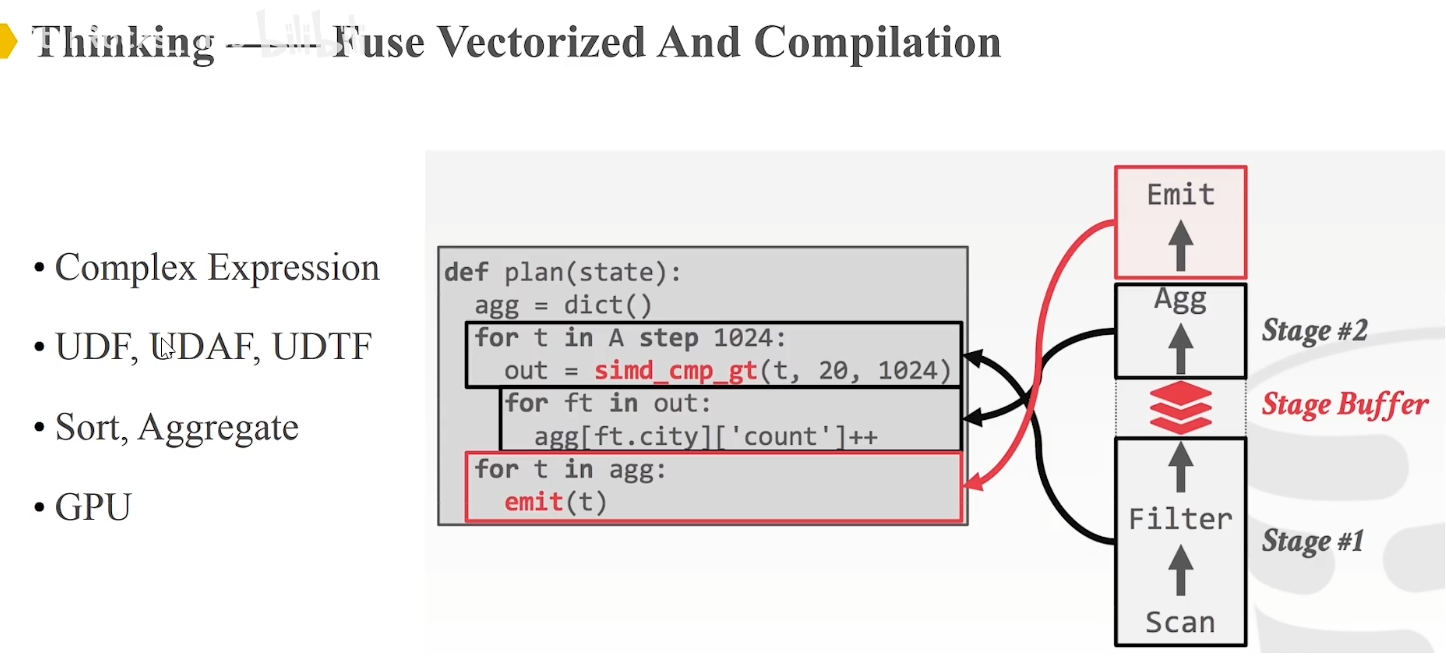 Thinking —— Fuse Vectorized And Compilation
• Complex Expression
• UDF, UDAF, UDTF
• Sort, Aggregate
• GPU
def plan(state):
agg = dict()
for t in A step 1024:
out = simd_cmp_gt(t, 20, 1024)
for ft in out:
agg[ft.city]['count']++
for t in agg:
emit(t)
Emit
Agg
Stage #2
Stage Buffer
Filter
Stage #1
Scan